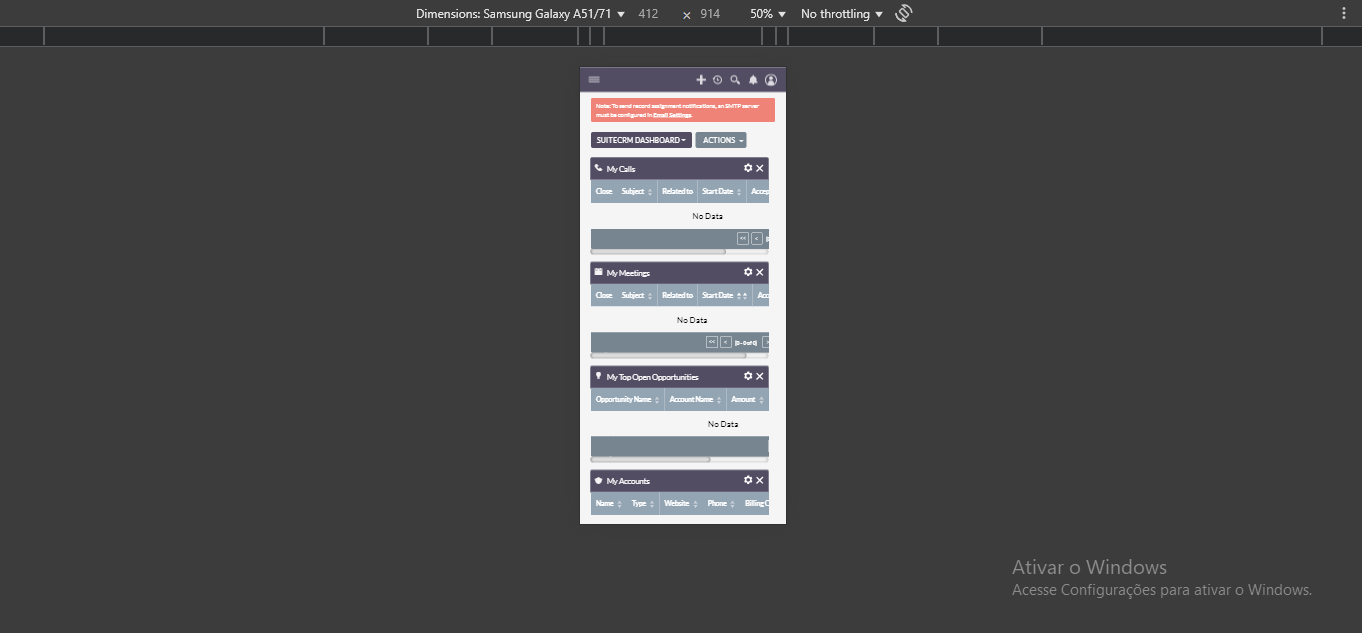 Dimensions: Samsung Galaxy A51/71 ▼ 412 × 914 50% ▼ No throttling ▼
Note: To send record assignment notifications, an SMTP server
must be configured in Email Settings.
SUITECRM DASHBOARD ACTIONS
My Calls
Close Subject Related to Start Date Accep
No Data
<< <
My Meetings
Close Subject Related to Start Date Acc
No Data
<< < (0 - 0 of 0) >
My Top Open Opportunities
Opportunity Name Account Name Amount
No Data
My Accounts
Name Type Website Phone Billing C
Ativar o Windows
Acesse Configurações para ativar o Windows.